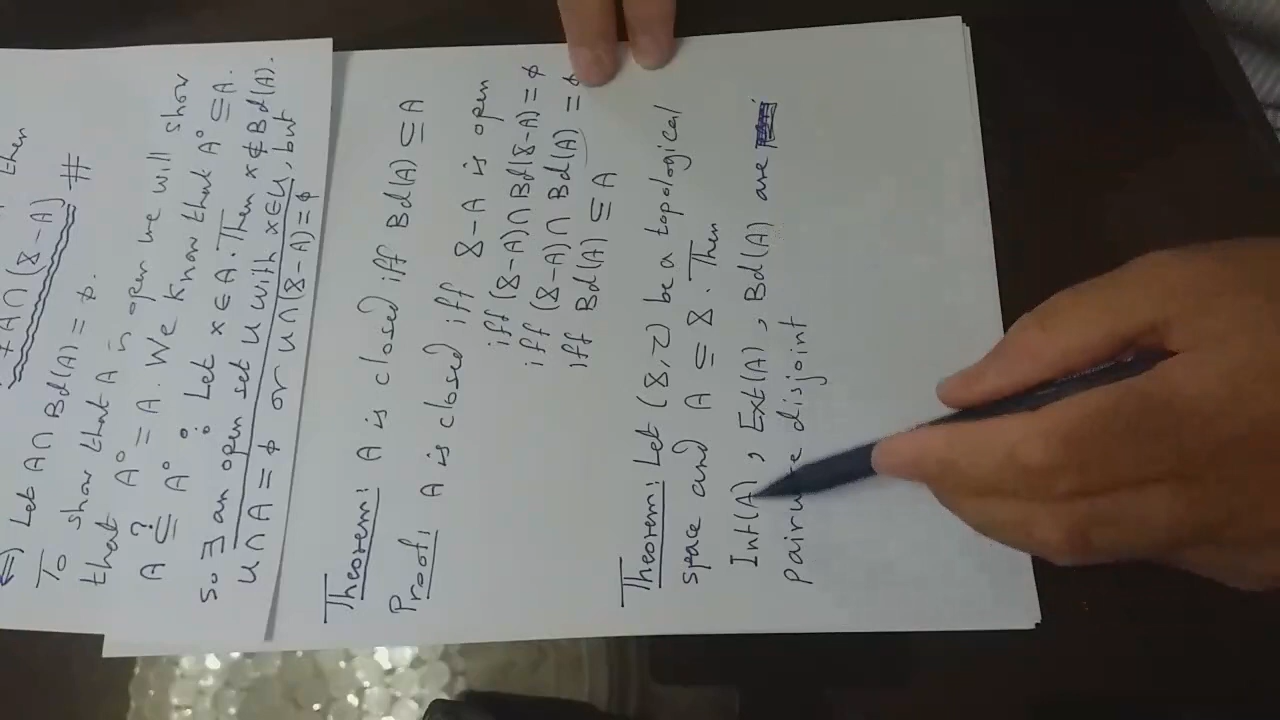 then
≠ A ∩ (X-A)
⇐) Let A ∩ Bd(A) = φ. #
To show that A is open we will show
that A° = A. We know that A° ⊆ A.
A ⊆? A° : Let x ∈ A. Then x ∉ Bd(A).
So ∃ an open set U with x ∈ U, but
U ∩ A = φ or U ∩ (X-A) = φ
Theorem: A is closed iff Bd(A) ⊆ A
Proof: A is closed iff X-A is open
iff (X-A) ∩ Bd(X-A) = φ
iff (X-A) ∩ Bd(A) = φ
iff Bd(A) ⊆ A
Theorem: Let (X, τ) be a topological
space and A ⊆ X. Then
Int(A), Ext(A), Bd(A) are
disjoint